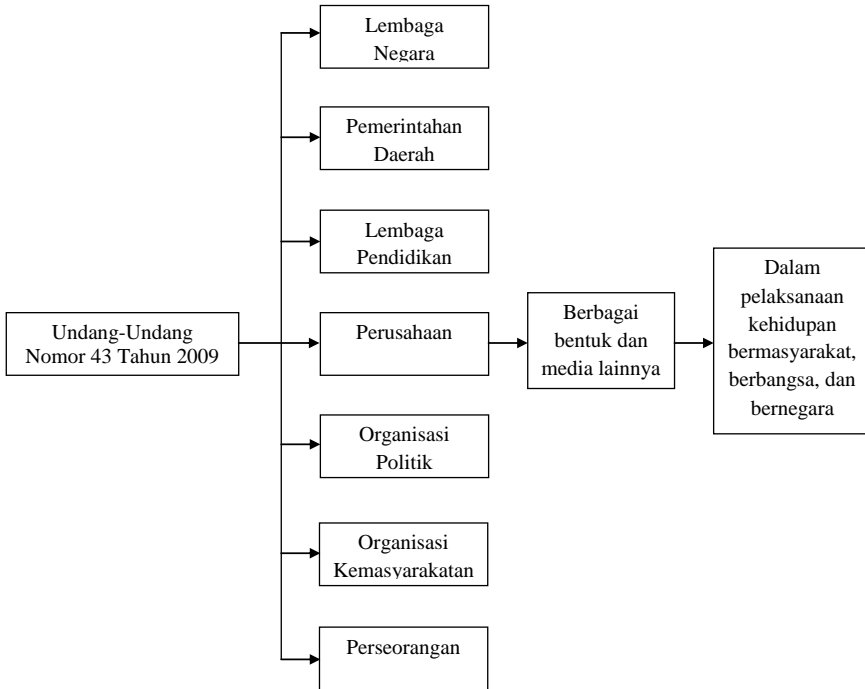 Lembaga
Negara
Pemerintahan
Daerah
Lembaga
Pendidikan
Undang-Undang
Nomor 43 Tahun 2009
Perusahaan
Berbagai
bentuk dan
media lainnya
Dalam
pelaksanaan
kehidupan
bermasyarakat,
berbangsa, dan
bernegara
Organisasi
Politik
Organisasi
Kemasyarakatan
Perseorangan